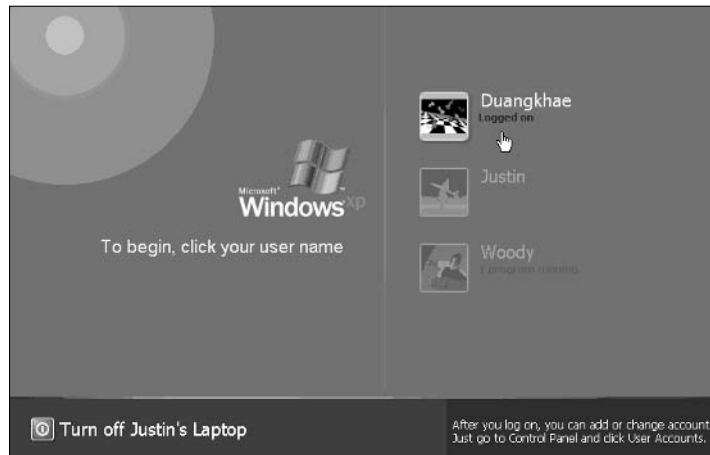 Duangkhae
Logged on
Justin
Microsoft®
Windows xp
To begin, click your user name
Woody
1 program running.
Turn off Justin's Laptop
After you log on, you can add or change account
Just go to Control Panel and click User Accounts.